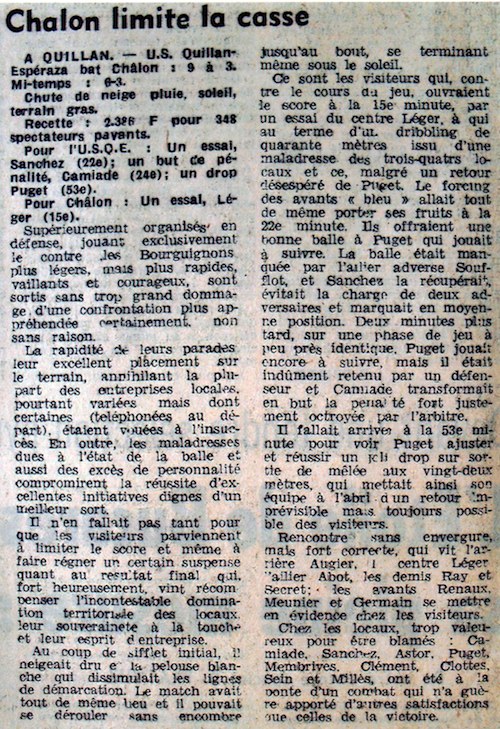 Chalon limite la casse
A QUILLAN. — U.S. Quillan-
Espéraza bat Châlon : 9 à 3.
Mi-temps : 6-3.
Chute de neige pluie, soleil,
terrain gras.
Recette : 2.386 F pour 348
spectateurs payants.
Pour l'U.S.Q.E. : Un essai,
Sanchez (22e); un but de pé-
nalité, Camiade (24e); un drop
Puget (53e).
Pour Châlon : Un essai, Lé-
ger (15e).
Supérieurement organisés en
défense, jouant exclusivement
le contre les Bourguignons
plus légers, mais plus rapides,
vaillants et courageux, sont
sortis sans trop grand domma-
ge d'une confrontation plus ap-
préhendée certainement, non
sans raison.
La rapidité de leurs parades
leur excellent placement sur
le terrain, annihilant la plu-
part des entreprises locales,
pourtant variées mais dont
certaines (téléphonées au dé-
part), étaient vouées à l'insuc-
cès. En outre, les maladresses
dues à l'état de la balle et
aussi des excès de personnalité
compromirent la réussite d'ex-
cellentes initiatives dignes d'un
meilleur sort.
Il n'en fallait pas tant pour
que les visiteurs parviennent
à limiter le score et même à
faire régner un certain suspense
quant au resultat final qui,
fort heureusement, vint récom-
penser l'incontestable domina-
tion territoriale des locaux
leur souveraineté à la touche
et leur esprit d'entreprise.
Au coup de sifflet initial, il
neigeait dru et la pelouse blan-
che qui dissimulait les lignes
de démarcation. Le match avait
tout de même lieu et il pouvait
se dérouler sans encombre
jusqu'au bout, se terminant
même sous le soleil.
Ce sont les visiteurs qui, con-
tre le cours du jeu, ouvraient
le score à la 15e minute, par
un essai du centre Léger, à qui
au terme d'un dribbling de
quarante mètres issu d'une
maladresse des trois-quatrs lo-
caux et ce, malgré un retour
désespéré de Puget. Le forcing
des avants « bleu » allait tout
de même porter ses fruits à la
22e minute. Ils offraient une
bonne balle à Puget qui jouait
à suivre. La balle était man-
quée par l'ailier adverse Souf-
flot, et Sanchez la récupérait,
évitait la charge de deux ad-
versaires et marquait en moyen-
ne position. Deux minutes plus
tard, sur une phase de jeu à
peu près identique, Puget jouait
encore à suivre, mais il était
indûment retenu par un défen-
seur et Camiade transformait
en but la pénalité fort juste-
ment octroyée par l'arbitre.
Il fallait arriver à la 53e mi-
nute pour voir Puget ajuster
et réussir un joli drop sur sor-
tie de mêlée aux vingt-deux
mètres, qui mettait ainsi son
équipe à l'abri d'un retour im-
prévisible mais toujours possi-
ble des visiteurs.
Rencontre sans envergure,
mais fort correcte, qui vit l'ar-
rière Augier, centre Léger
l'ailier Abot, les demis Ray et
Secret; les avants Renaux,
Meunier et Germain se mettre
en évidence chez les visiteurs.
Chez les locaux, trop valeu-
reux pour être blamés : Ca-
miade, Sanchez, Astor, Puget,
Membrives, Clément, Clottes,
Sein et Millès, ont été à la
ponte d'un combat qui n'a guè-
re apporté d'autres satisfactions
que celles de la victoire.